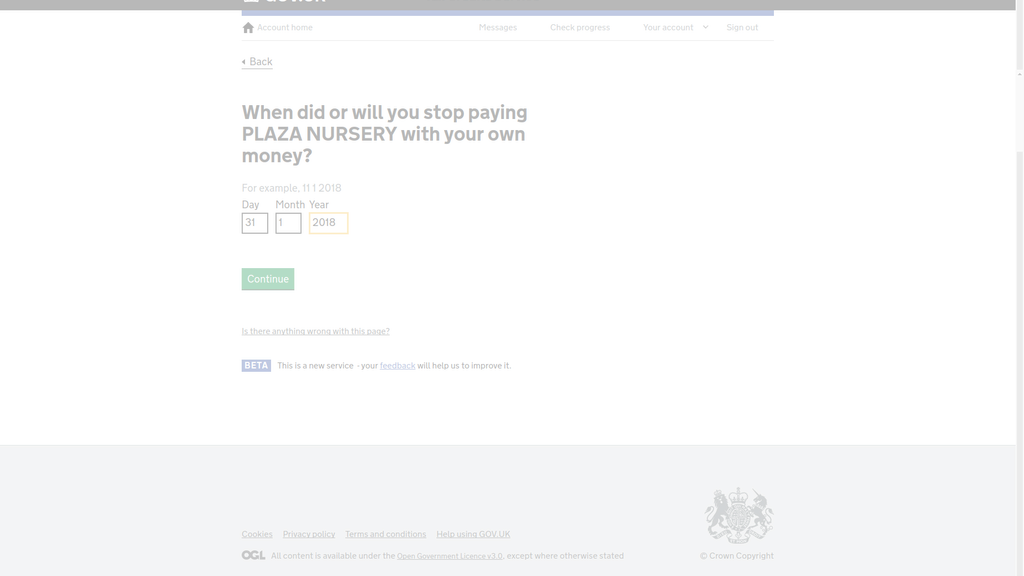 Account home
Messages
Check progress
Your account
Sign out
Back
When did or will you stop paying
PLAZA NURSERY with your own
money?
For example, 11 1 2018
Day Month Year
31 1 2018
Continue
Is there anything wrong with this page?
BETA This is a new service - your feedback will help us to improve it.
Cookies Privacy policy Terms and conditions Help using GOV.UK
OGL All content is available under the Open Government Licence v3.0, except where otherwise stated
© Crown Copyright